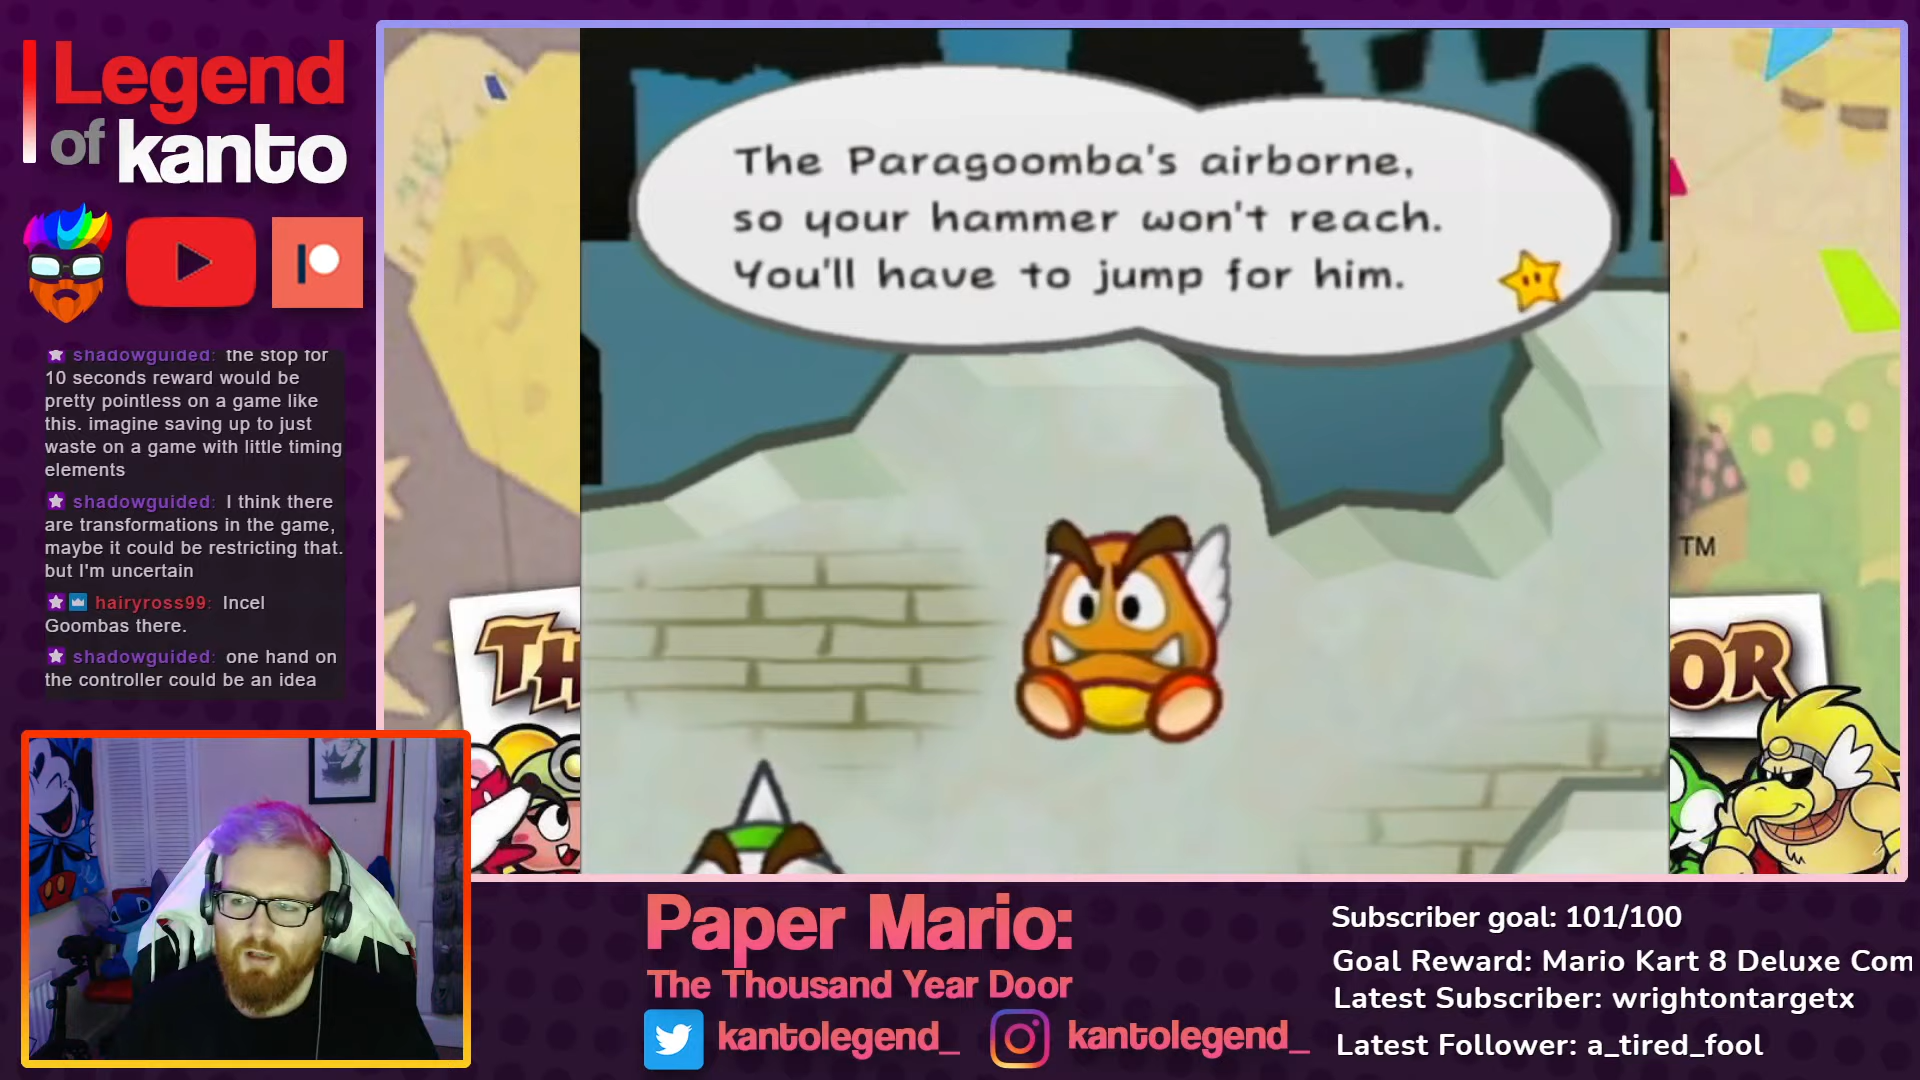 Legend
of kanto
shadowguided: the stop for
10 seconds reward would be
pretty pointless on a game like
this. imagine saving up to just
waste on a game with little timing
elements
shadowguided: I think there
are transformations in the game,
maybe it could be restricting that.
but I'm uncertain
hairyross99: Incel
Goombas there.
shadowguided: one hand on
the controller could be an idea
The Paragoomba's airborne,
so your hammer won't reach.
You'll have to jump for him.
TM
TH
OR
Paper Mario:
The Thousand Year Door
kantolegend_
kantolegend_
Subscriber goal: 101/100
Goal Reward: Mario Kart 8 Deluxe Com
Latest Subscriber: wrightontargetx
Latest Follower: a_tired_fool